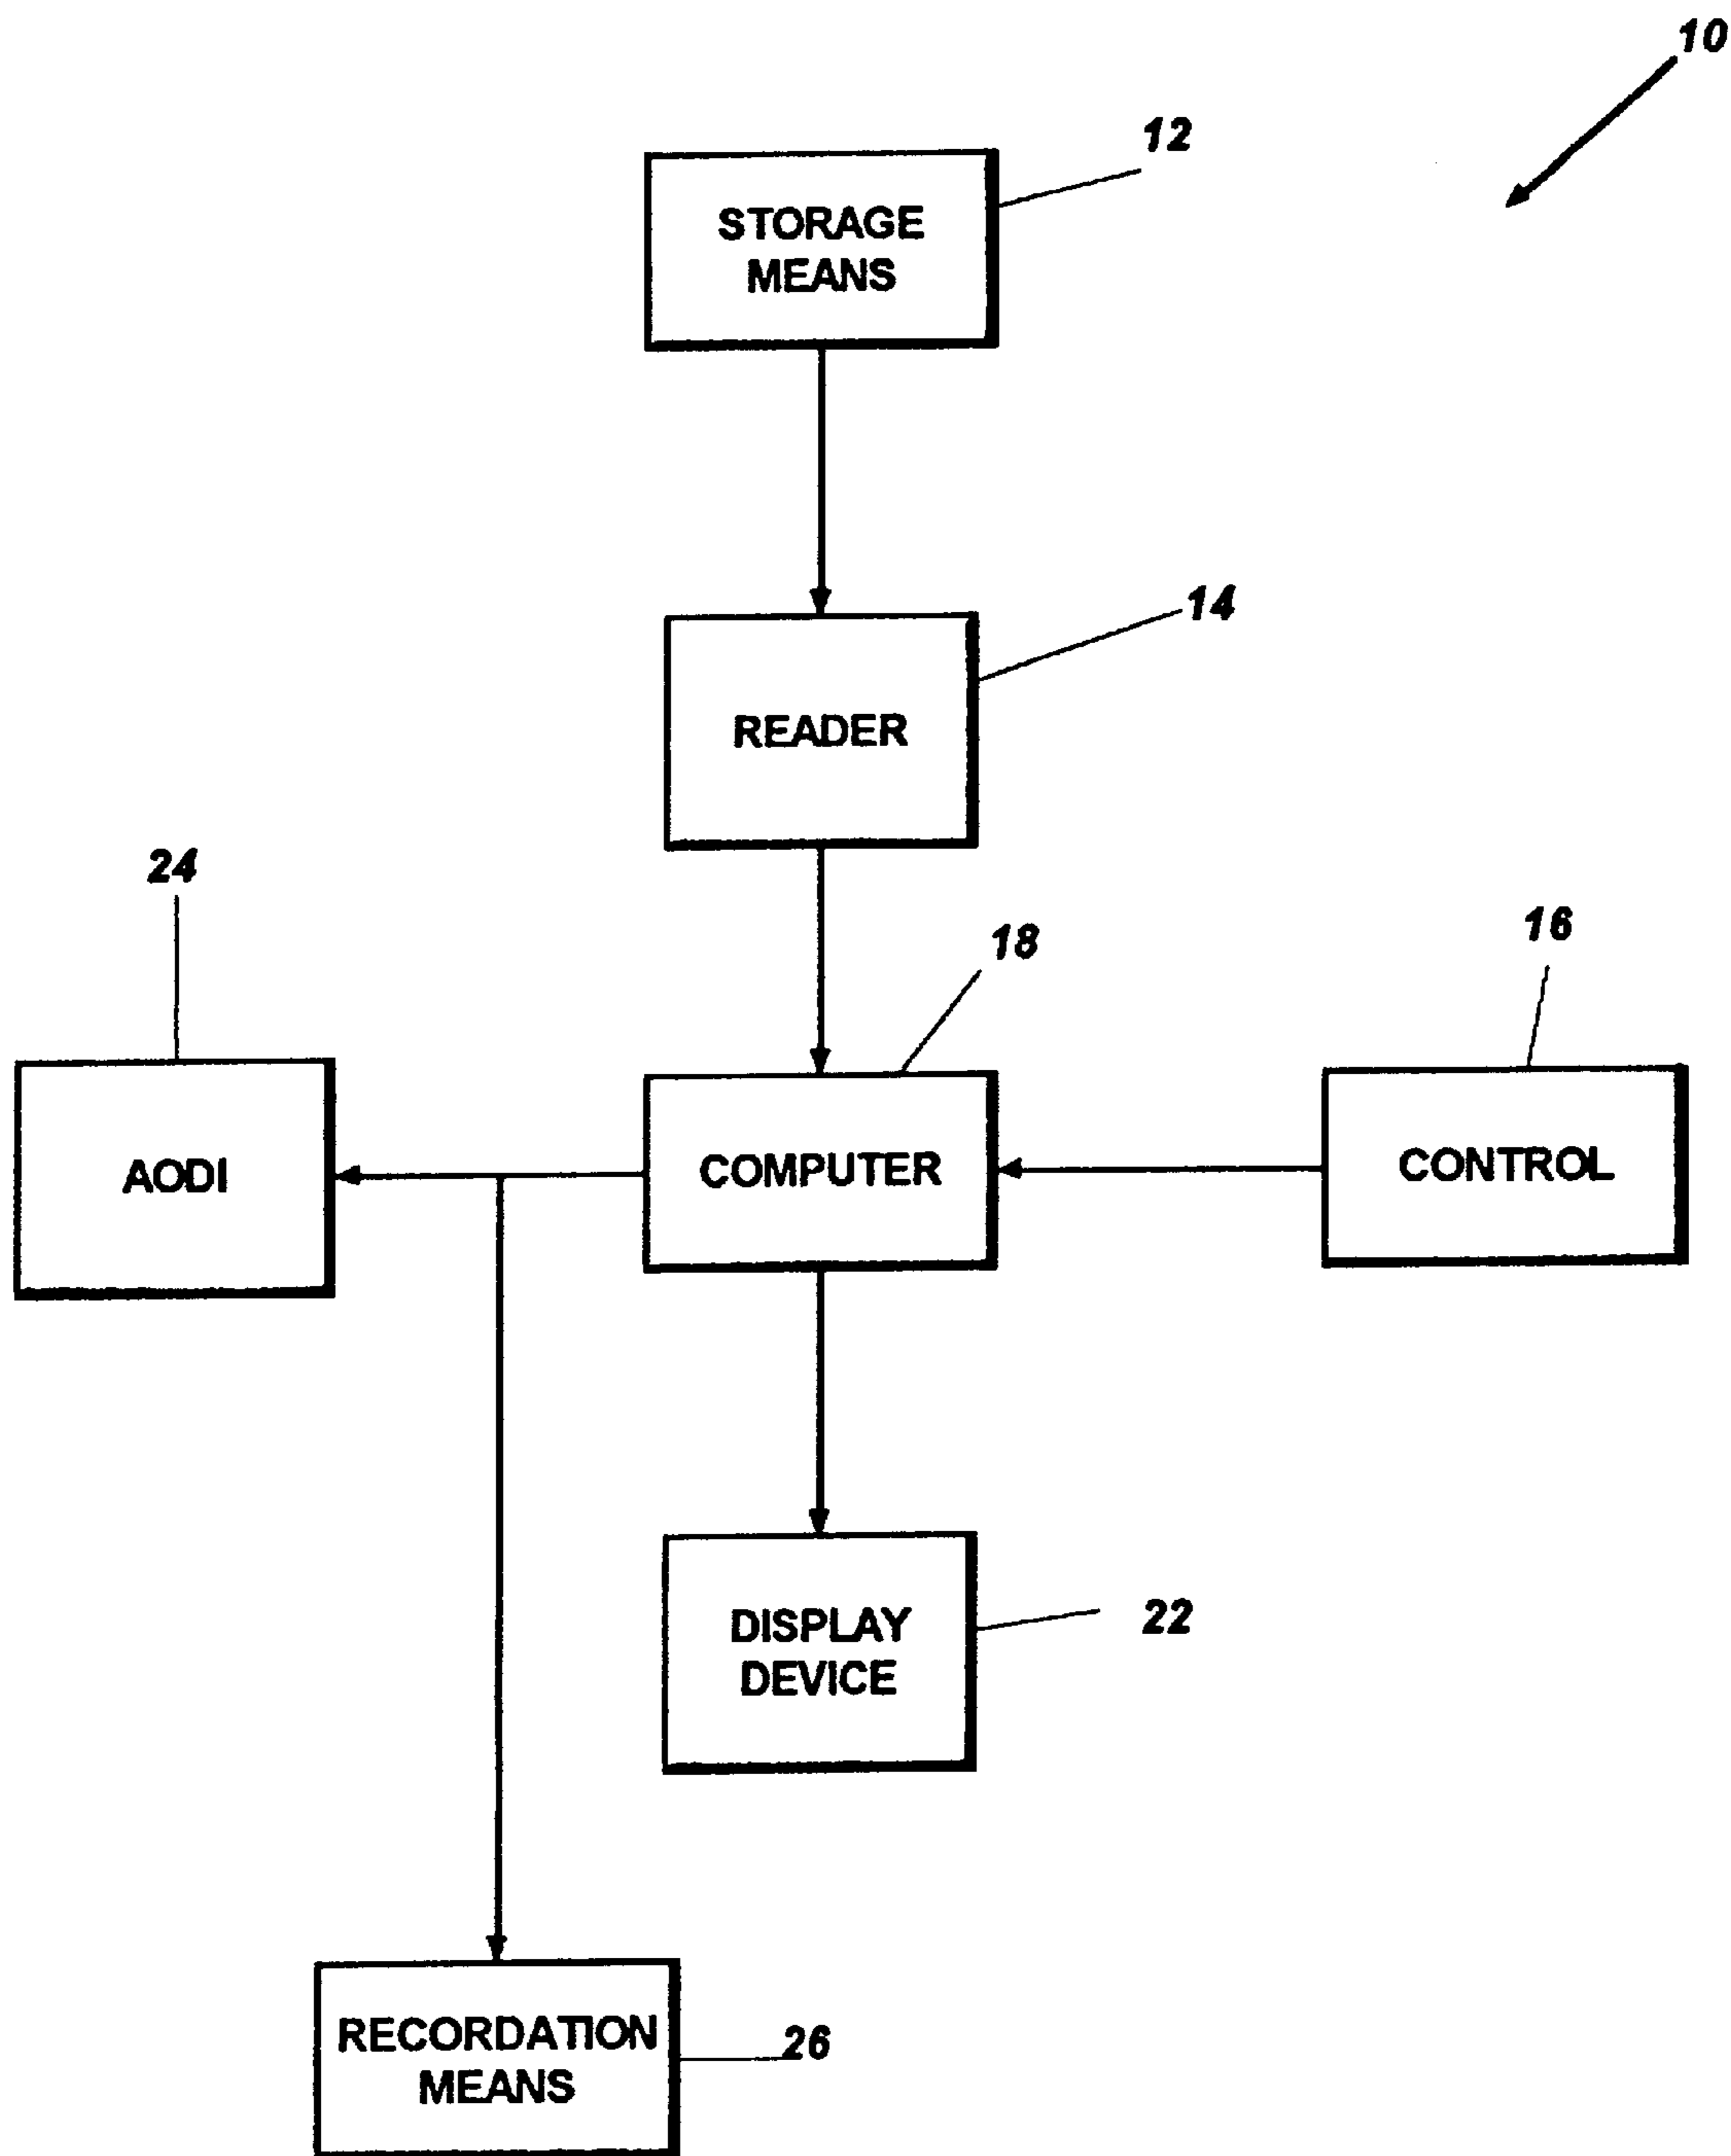 10
12
STORAGE
MEANS
14
READER
24
18
16
AODI
COMPUTER
CONTROL
DISPLAY
DEVICE
22
RECORDATION
MEANS
26